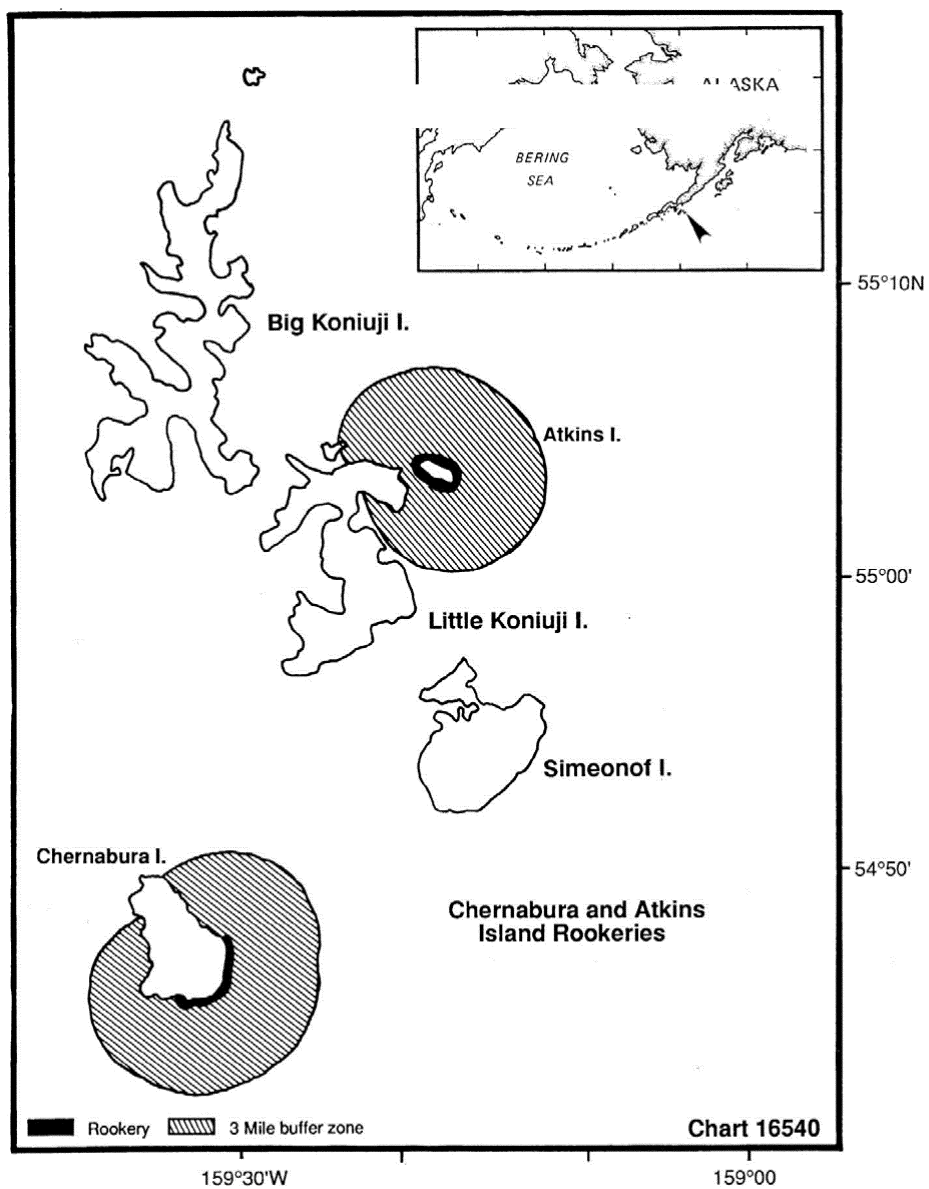 ALASKA
BERING
SEA
55°10N
Big Koniuji I.
Atkins I.
55°00'
Little Koniuji I.
Simeonof I.
Chernabura I.
54°50'
Chernabura and Atkins
Island Rookeries
Rookery
3 Mile buffer zone
Chart 16540
159°30'W
159°00